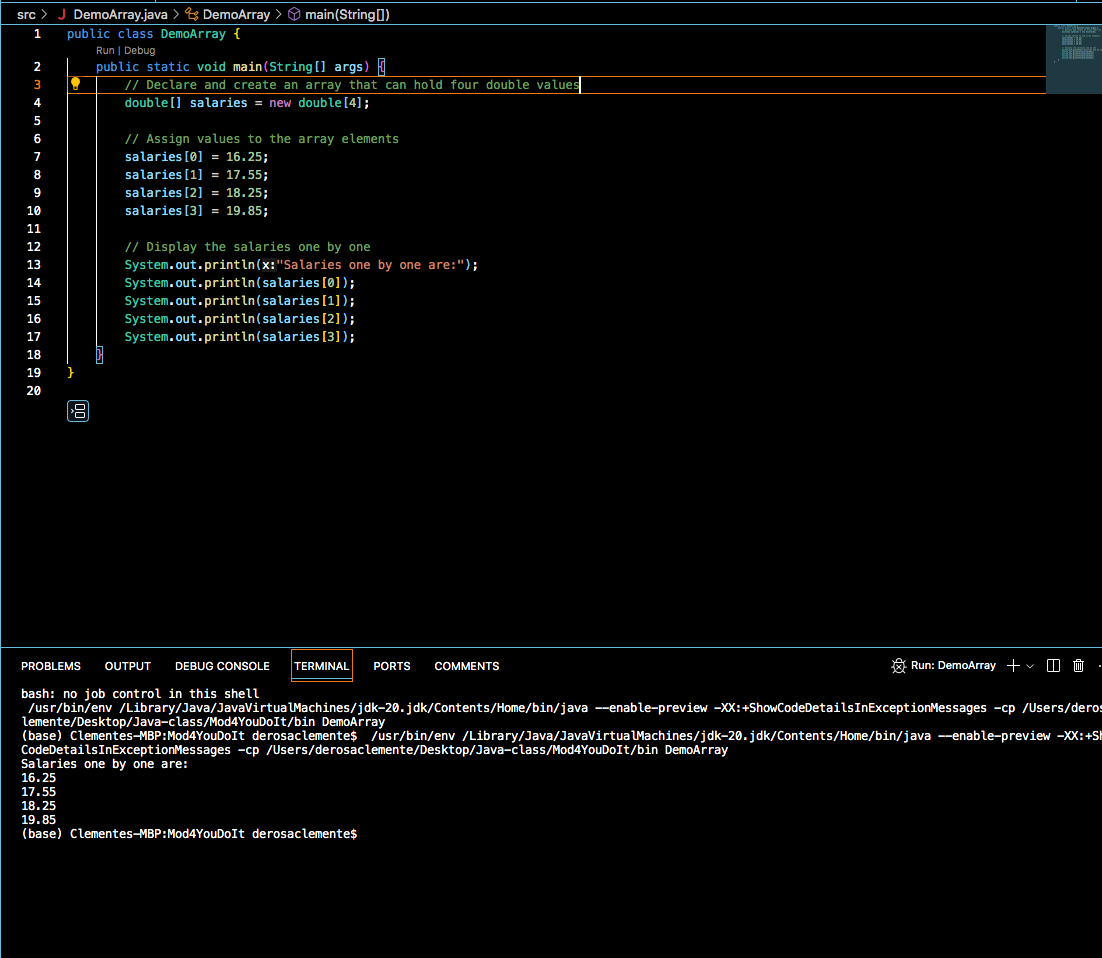 src > J DemoArray.java > DemoArray > main(String[])
1 public class DemoArray {
Run | Debug
2 public static void main(String[] args) {
3 // Declare and create an array that can hold four double values
4 double[] salaries = new double[4];
5
6 // Assign values to the array elements
7 salaries[0] = 16.25;
8 salaries[1] = 17.55;
9 salaries[2] = 18.25;
10 salaries[3] = 19.85;
11
12 // Display the salaries one by one
13 System.out.println(x:"Salaries one by one are:");
14 System.out.println(salaries[0]);
15 System.out.println(salaries[1]);
16 System.out.println(salaries[2]);
17 System.out.println(salaries[3]);
18 }
19 }
20
PROBLEMS OUTPUT DEBUG CONSOLE TERMINAL PORTS COMMENTS Run: DemoArray
bash: no job control in this shell
/usr/bin/env /Library/Java/JavaVirtualMachines/jdk-20.jdk/Contents/Home/bin/java --enable-preview -XX:+ShowCodeDetailsInExceptionMessages -cp /Users/deros
lemente/Desktop/Java-class/Mod4YouDoIt/bin DemoArray
(base) Clementes-MBP:Mod4YouDoIt derosaclemente$ /usr/bin/env /Library/Java/JavaVirtualMachines/jdk-20.jdk/Contents/Home/bin/java --enable-preview -XX:+Sh
CodeDetailsInExceptionMessages -cp /Users/derosaclemente/Desktop/Java-class/Mod4YouDoIt/bin DemoArray
Salaries one by one are:
16.25
17.55
18.25
19.85
(base) Clementes-MBP:Mod4YouDoIt derosaclemente$